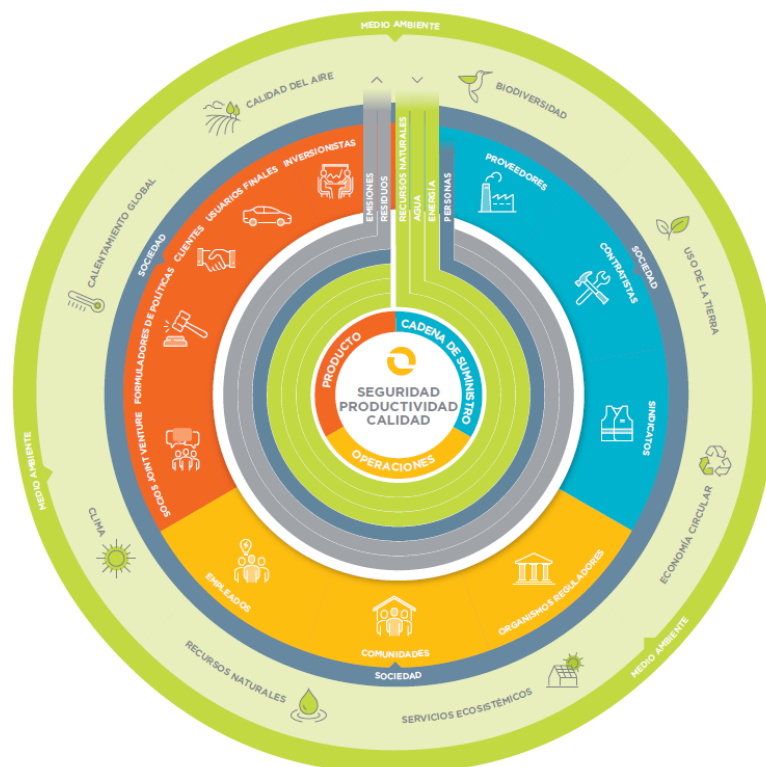 MEDIO AMBIENTE
CALIDAD DEL AIRE
BIODIVERSIDAD
USO DE LA TIERRA
ECONOMÍA CIRCULAR
MEDIO AMBIENTE
SERVICIOS ECOSISTÉMICOS
RECURSOS NATURALES
CLIMA
MEDIO AMBIENTE
CALENTAMIENTO GLOBAL
SOCIEDAD
SOCIEDAD
SOCIEDAD
INVERSIONISTAS
USUARIOS FINALES
CLIENTES
FORMULADORES DE POLÍTICAS
SOCIOS JOINT VENTURE
EMISIONES
RESIDUOS
RECURSOS NATURALES
AGUA
ENERGÍA
PERSONAS
PROVEEDORES
CONTRATISTAS
SINDICATOS
ORGANISMOS REGULADORES
COMUNIDADES
EMPLEADOS
PRODUCTO
CADENA DE SUMINISTRO
OPERACIONES
SEGURIDAD
PRODUCTIVIDAD
CALIDAD